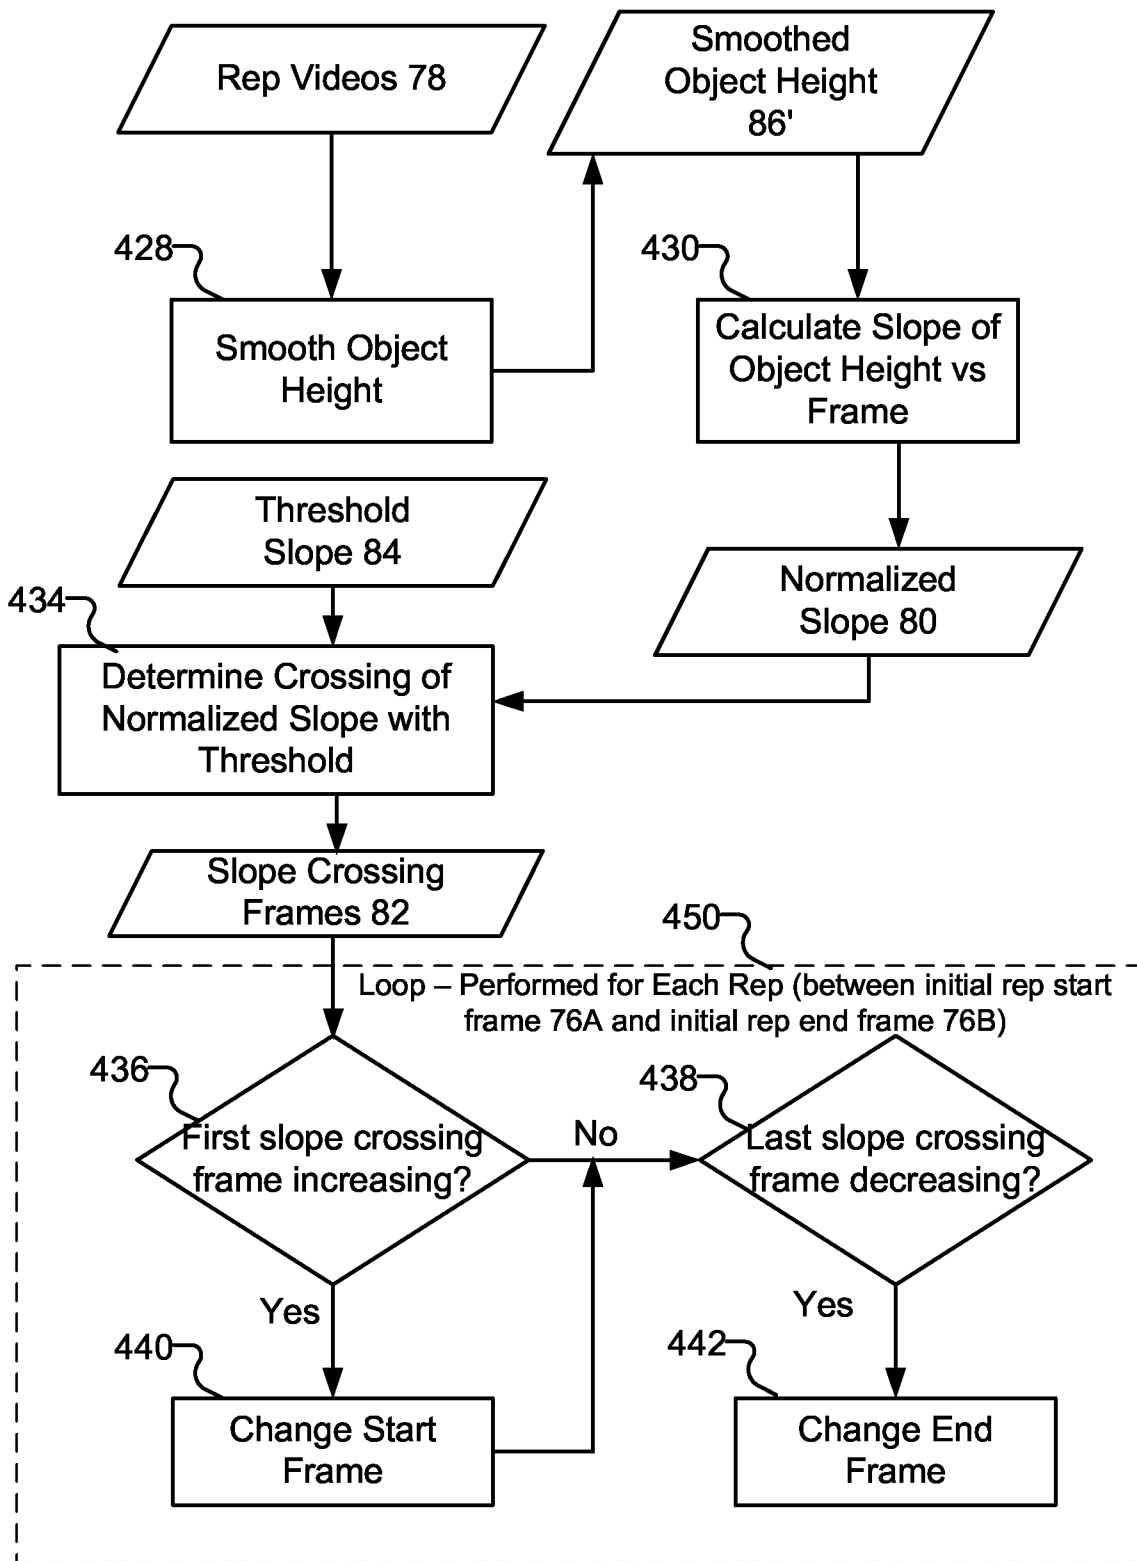 Rep Videos 78
Smoothed
Object Height
86'
428
Smooth Object
Height
430
Calculate Slope of
Object Height vs
Frame
Threshold
Slope 84
Normalized
Slope 80
434
Determine Crossing of
Normalized Slope with
Threshold
Slope Crossing
Frames 82
450
Loop – Performed for Each Rep (between initial rep start
frame 76A and initial rep end frame 76B)
436
First slope crossing
frame increasing?
No
438
Last slope crossing
frame decreasing?
Yes
Yes
440
Change Start
Frame
442
Change End
Frame